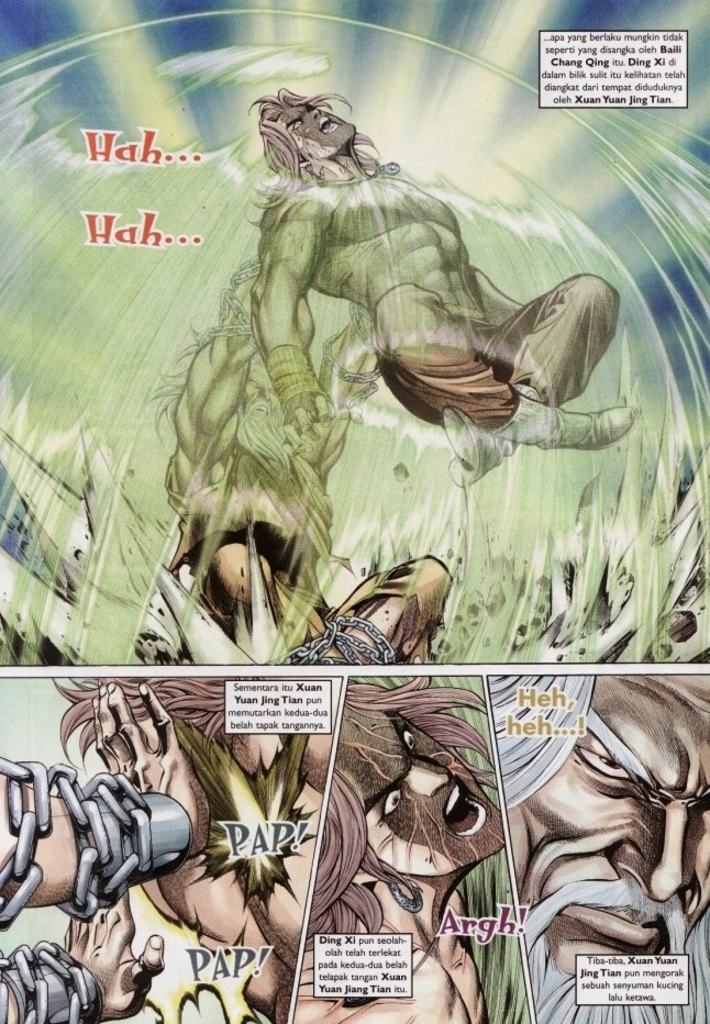 ...apa yang berlaku mungkin tidak
seperti yang disangka oleh Baili
Chang Qing itu. Ding Xi di
dalam bilik sulit itu kelihatan telah
diangkat dari tempat diduduknya
oleh Xuan Yuan Jing Tian.
Hah...
Hah...
Sementara itu Xuan
Yuan Jing Tian pun
memutarkan kedua-dua
belah tapak tangannya.
PAP!
PAP!
Argh!
Ding Xi pun seolah-
olah telah terlekat
pada kedua-dua belah
telapak tangan Xuan
Yuan Jiang Tian itu.
Heh,
heh...!
Tiba-tiba, Xuan Yuan
Jing Tian pun mengorak
sebuah senyuman kucing
lalu ketawa.